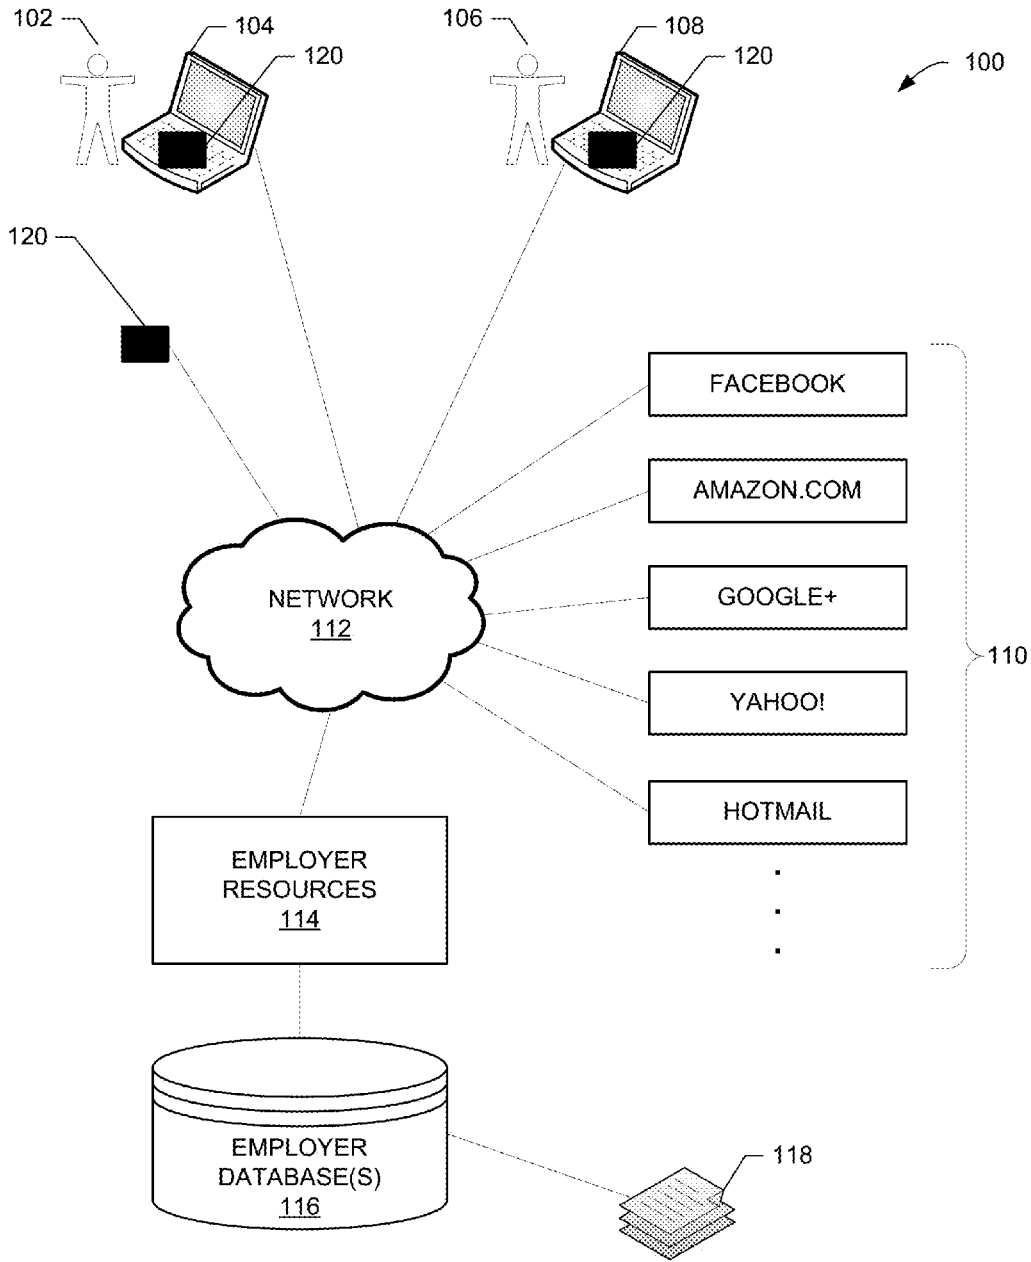 102
104
120
106
108
120
100
120
FACEBOOK
AMAZON.COM
NETWORK
112
GOOGLE+
110
YAHOO!
HOTMAIL
EMPLOYER
RESOURCES
114
EMPLOYER
DATABASE(S)
116
118